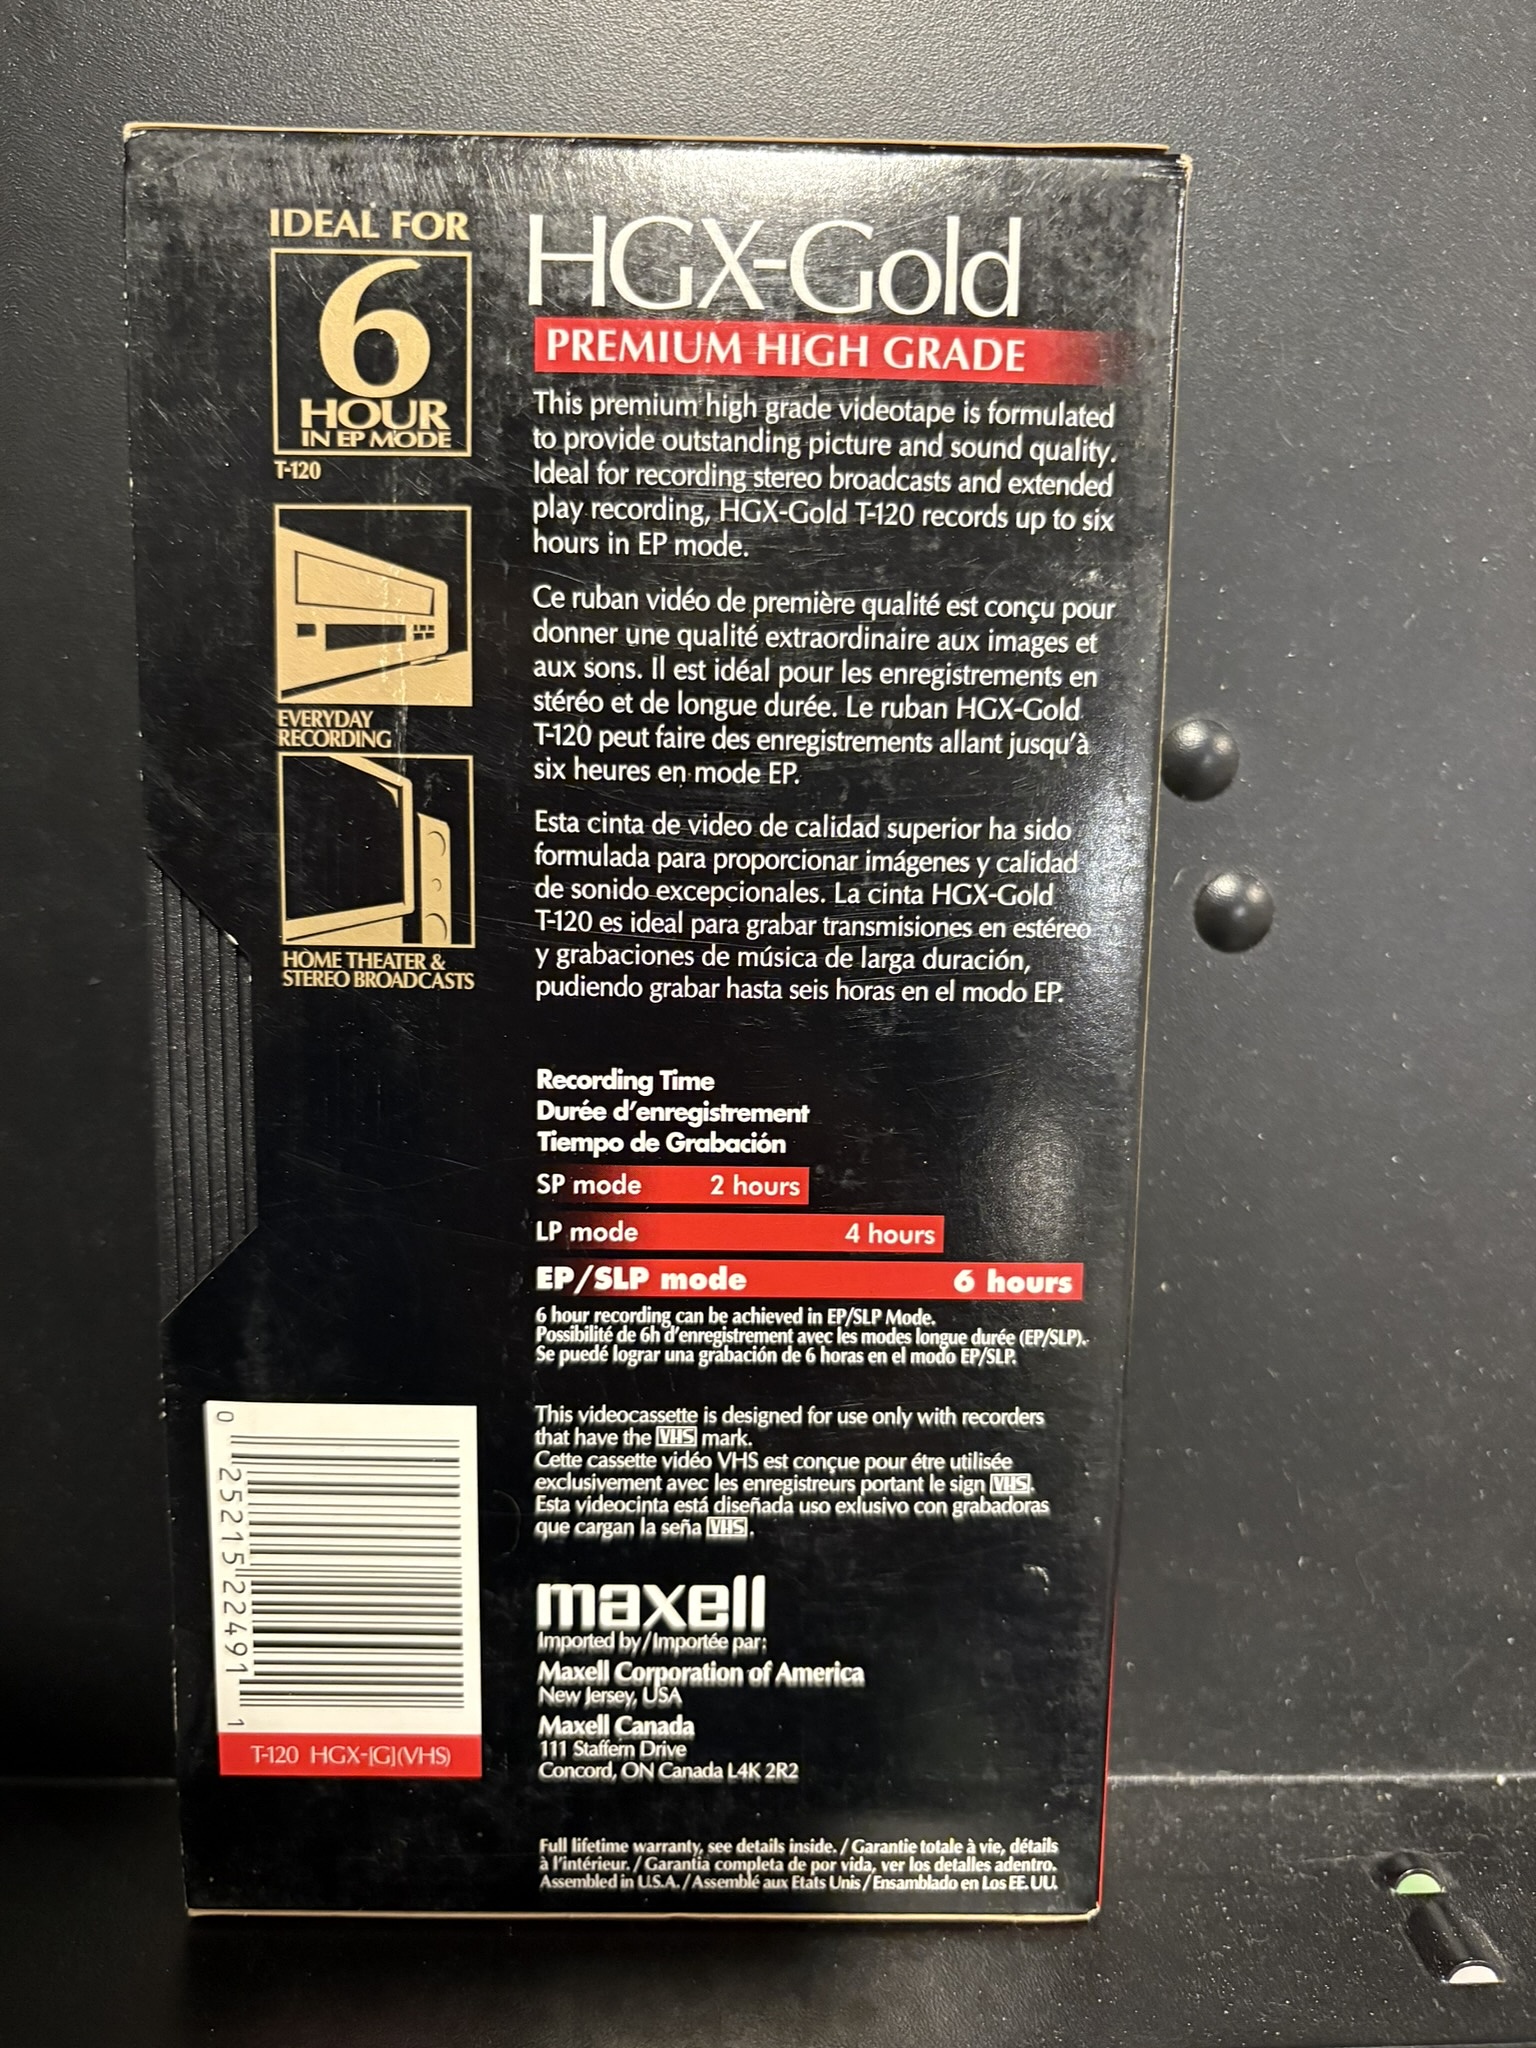 IDEAL FOR
6
HOUR
IN EP MODE
T-120
EVERYDAY
RECORDING
HOME THEATER &
STEREO BROADCASTS
HGX-Gold
PREMIUM HIGH GRADE
This premium high grade videotape is formulated
to provide outstanding picture and sound quality.
Ideal for recording stereo broadcasts and extended
play recording, HGX-Gold T-120 records up to six
hours in EP mode.
Ce ruban vidéo de première qualité est conçu pour
donner une qualité extraordinaire aux images et
aux sons. Il est idéal pour les enregistrements en
stéréo et de longue durée. Le ruban HGX-Gold
T-120 peut faire des enregistrements allant jusqu'à
six heures en mode EP.
Esta cinta de video de calidad superior ha sido
formulada para proporcionar imágenes y calidad
de sonido excepcionales. La cinta HGX-Gold
T-120 es ideal para grabar transmisiones en estéreo
y grabaciones de música de larga duración,
pudiendo grabar hasta seis horas en el modo EP.
Recording Time
Durée d'enregistrement
Tiempo de Grabación
SP mode 2 hours
LP mode 4 hours
EP/SLP mode 6 hours
6 hour recording can be achieved in EP/SLP Mode.
Possibilité de 6h d'enregistrement avec les modes longue durée (EP/SLP).
Se puedé lograr una grabación de 6 horas en el modo EP/SLP.
This videocassette is designed for use only with recorders
that have the VHS mark.
Cette cassette vidéo VHS est conçue pour étre utilisée
exclusivement avec les enregistreurs portant le sign VHS.
Esta videocinta está diseñada uso exlusivo con grabadoras
que cargan la seña VHS.
maxell
Imported by/Importée par:
Maxell Corporation of America
New Jersey, USA
Maxell Canada
111 Staffern Drive
Concord, ON Canada L4K 2R2
Full lifetime warranty, see details inside. / Garantie totale à vie, détails
à l'intérieur. / Garantia completa de por vida, ver los detalles adentro.
Assembled in U.S.A. / Assemblé aux Etats Unis / Ensamblado en Los EE. UU.
0 25215 22491 1
T-120 HGX-[G](VHS)